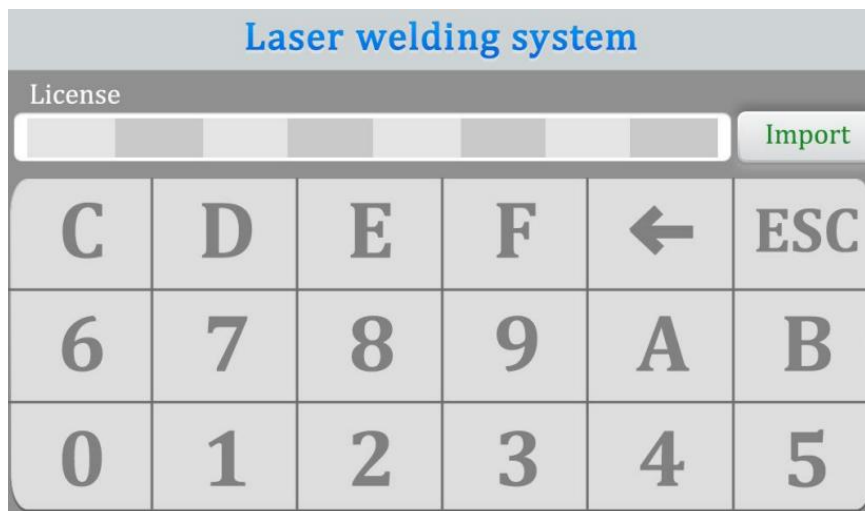 Laser welding system
License
Import
C D E F ← ESC
6 7 8 9 A B
0 1 2 3 4 5